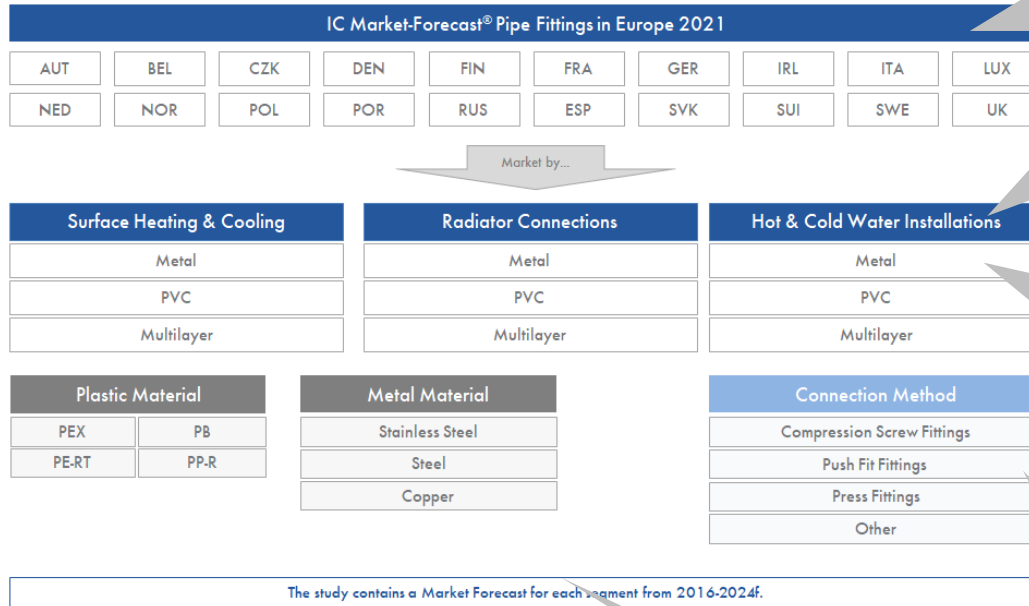 IC Market-Forecast® Pipe Fittings in Europe 2021
AUT BEL CZK DEN FIN FRA GER IRL ITA LUX
NED NOR POL POR RUS ESP SVK SUI SWE UK
Market by...
Surface Heating & Cooling Radiator Connections Hot & Cold Water Installations
Metal Metal Metal
PVC PVC PVC
Multilayer Multilayer Multilayer
Plastic Material Metal Material Connection Method
PEX PB Stainless Steel Compression Screw Fittings
PE-RT PP-R Steel Push Fit Fittings
Copper Press Fittings
Other
The study contains a Market Forecast for each segment from 2016-2024f.